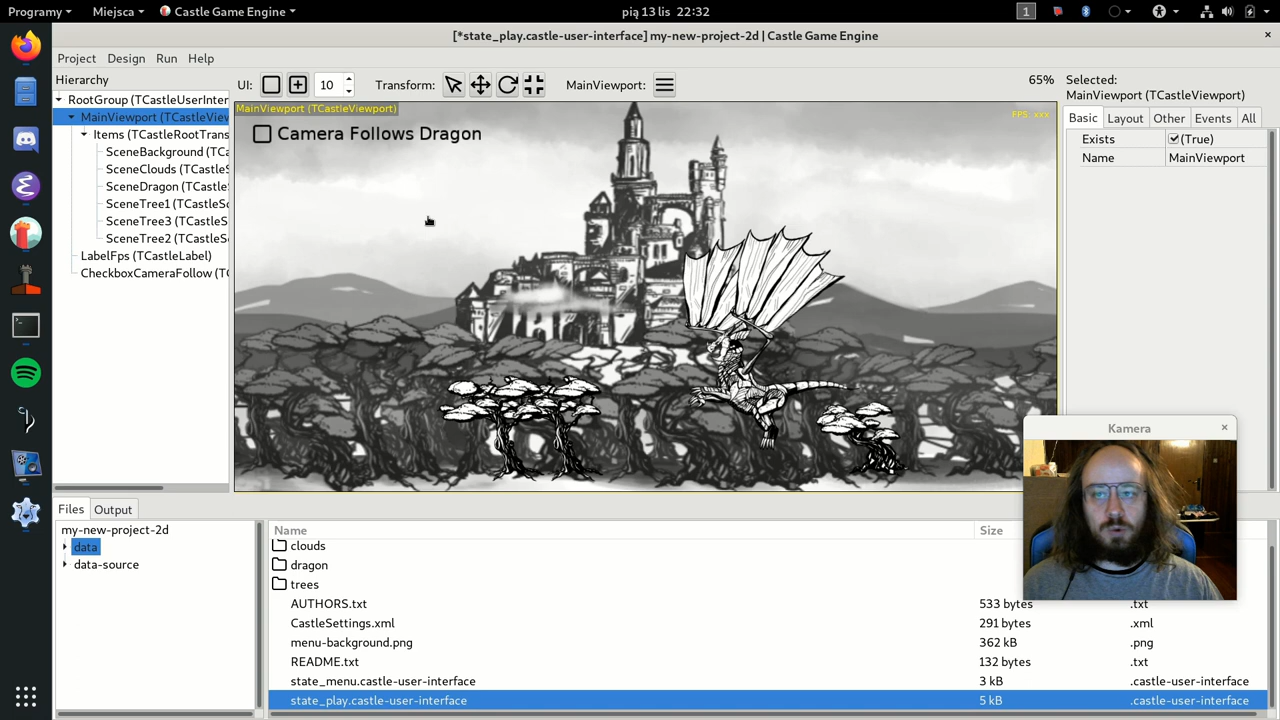 Programy Miejsca Castle Game Engine pią 13 lis 22:32 1
[*state_play.castle-user-interface] my-new-project-2d | Castle Game Engine ×
Project Design Run Help
Hierarchy
RootGroup (TCastleUserInter
MainViewport (TCastleView
Items (TCastleRootTrans
SceneBackground (TCa
SceneClouds (TCastleS
SceneDragon (TCastle
SceneTree1 (TCastleSc
SceneTree3 (TCastleS
SceneTree2 (TCastleSc
LabelFps (TCastleLabel)
CheckboxCameraFollow (TC
UI: 10 Transform: MainViewport: 65%
MainViewport (TCastleViewport)
FPS: xxx
Camera Follows Dragon
Selected:
MainViewport (TCastleViewport)
Basic Layout Other Events All
Exists (True)
Name MainViewport
Kamera ×
Files Output
my-new-project-2d
data
data-source
Name Size
clouds
dragon
trees
AUTHORS.txt 533 bytes .txt
CastleSettings.xml 291 bytes .xml
menu-background.png 362 kB .png
README.txt 132 bytes .txt
state_menu.castle-user-interface 3 kB .castle-user-interface
state_play.castle-user-interface 5 kB .castle-user-interface